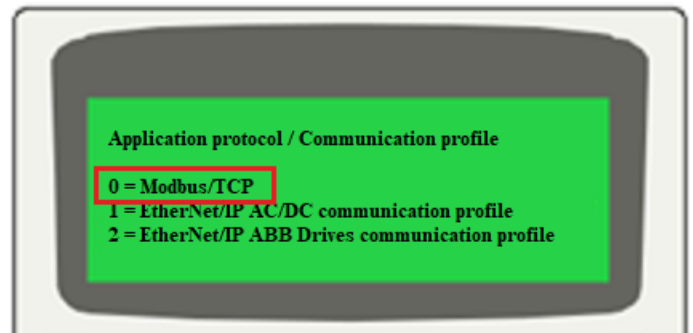 Application protocol / Communication profile
0 = Modbus/TCP
1 = EtherNet/IP AC/DC communication profile
2 = EtherNet/IP ABB Drives communication profile